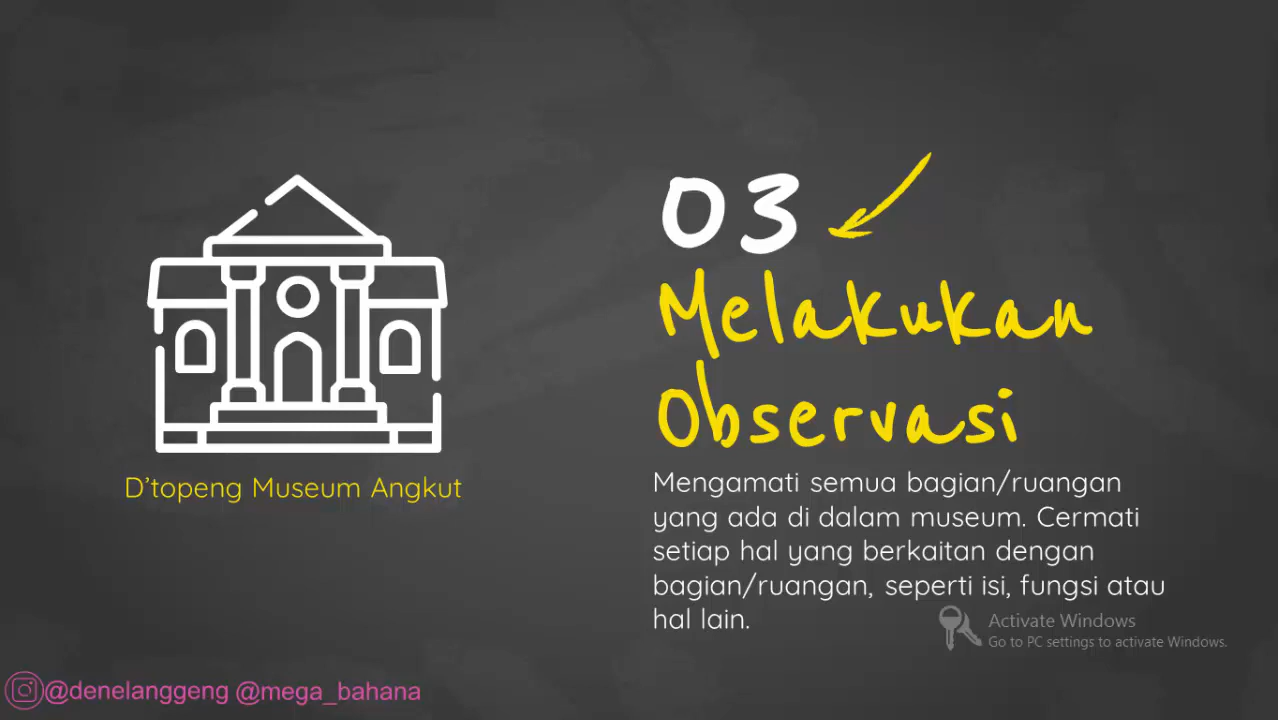 03
Melakukan
Observasi
D'topeng Museum Angkut
Mengamati semua bagian/ruangan
yang ada di dalam museum. Cermati
setiap hal yang berkaitan dengan
bagian/ruangan, seperti isi, fungsi atau
hal lain.
Activate Windows
Go to PC settings to activate Windows.
@denelanggeng @mega_bahana